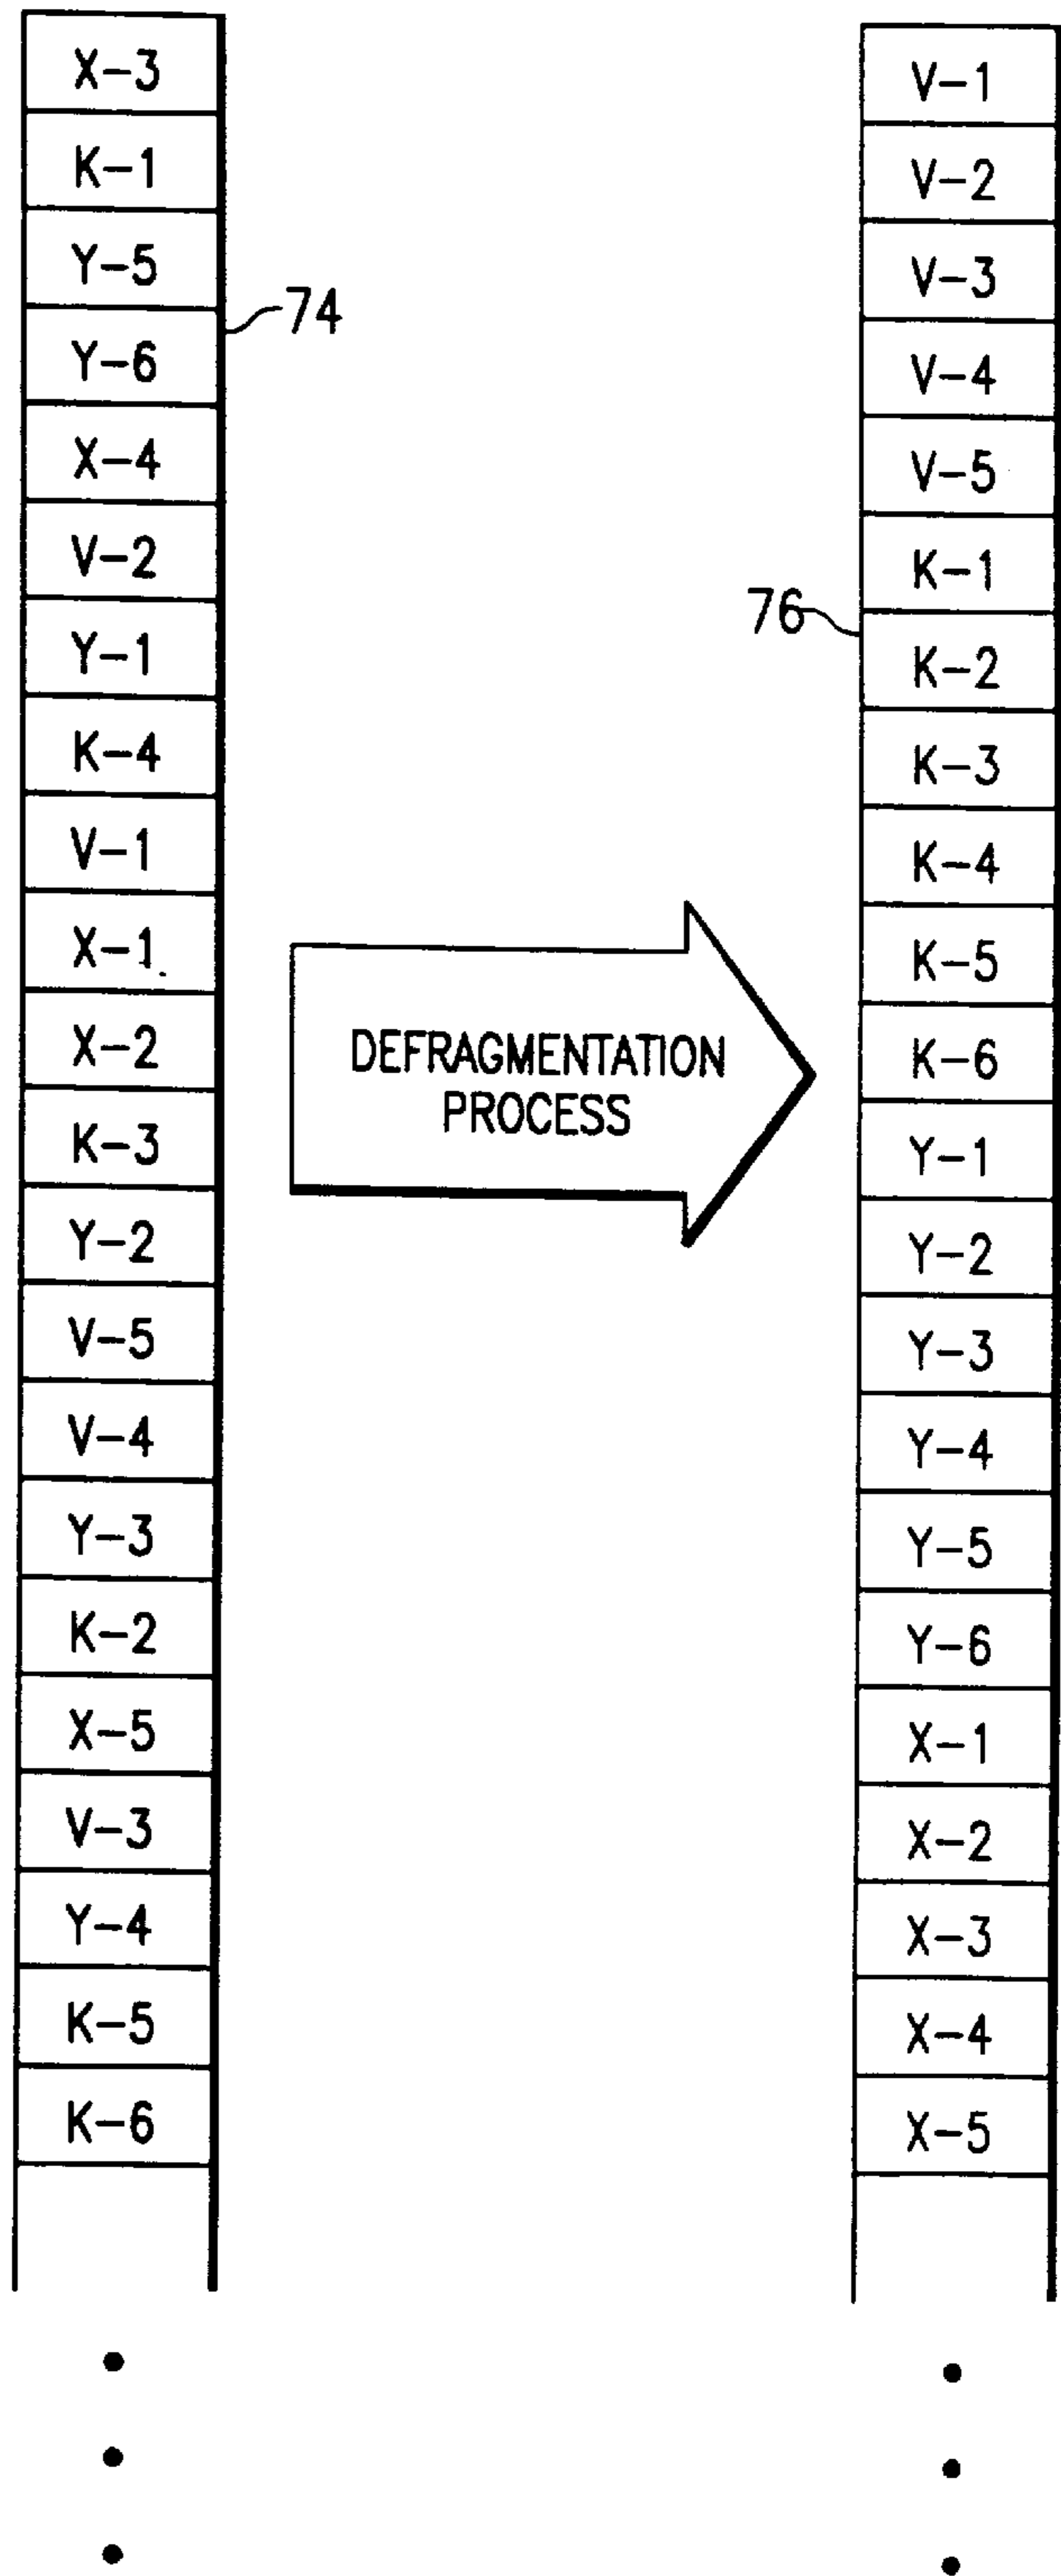 X-3
K-1
Y-5
Y-6
X-4
V-2
Y-1
K-4
V-1
X-1
X-2
K-3
Y-2
V-5
V-4
Y-3
K-2
X-5
V-3
Y-4
K-5
K-6
74
DEFRAGMENTATION
PROCESS
76
V-1
V-2
V-3
V-4
V-5
K-1
K-2
K-3
K-4
K-5
K-6
Y-1
Y-2
Y-3
Y-4
Y-5
Y-6
X-1
X-2
X-3
X-4
X-5